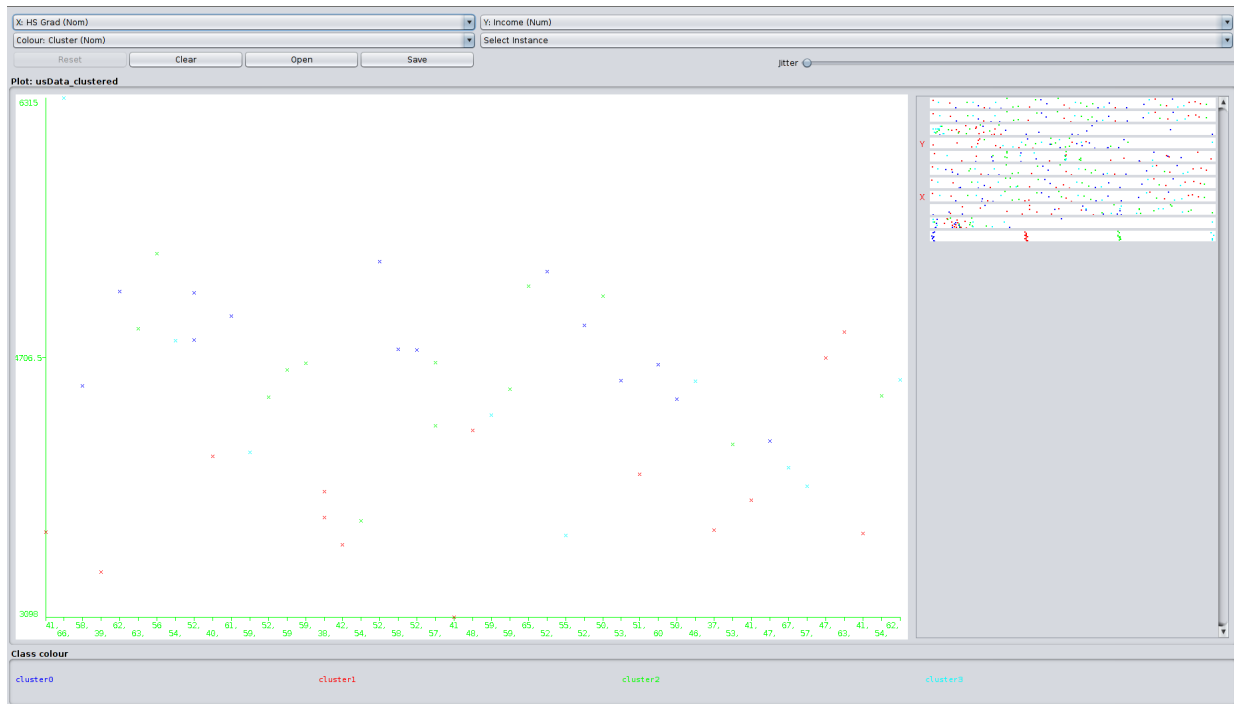 X: HS Grad (Nom) Y: Income (Num)
Colour: Cluster (Nom) Select Instance
Reset Clear Open Save Jitter
Plot: usData_clustered
6315
4706.5
3098
41, 59, 62, 56 52, 61, 52, 59, 42, 52, 52, 57, 41 59, 65, 55, 50, 51, 50, 37, 41, 67, 47, 41, 62,
66, 39, 63, 54, 40, 59, 59 38, 54, 58, 57, 48, 59, 52, 52, 53, 60 46, 53, 47, 57, 63, 54,
Y
X
Class colour
cluster0 cluster1 cluster2 cluster3